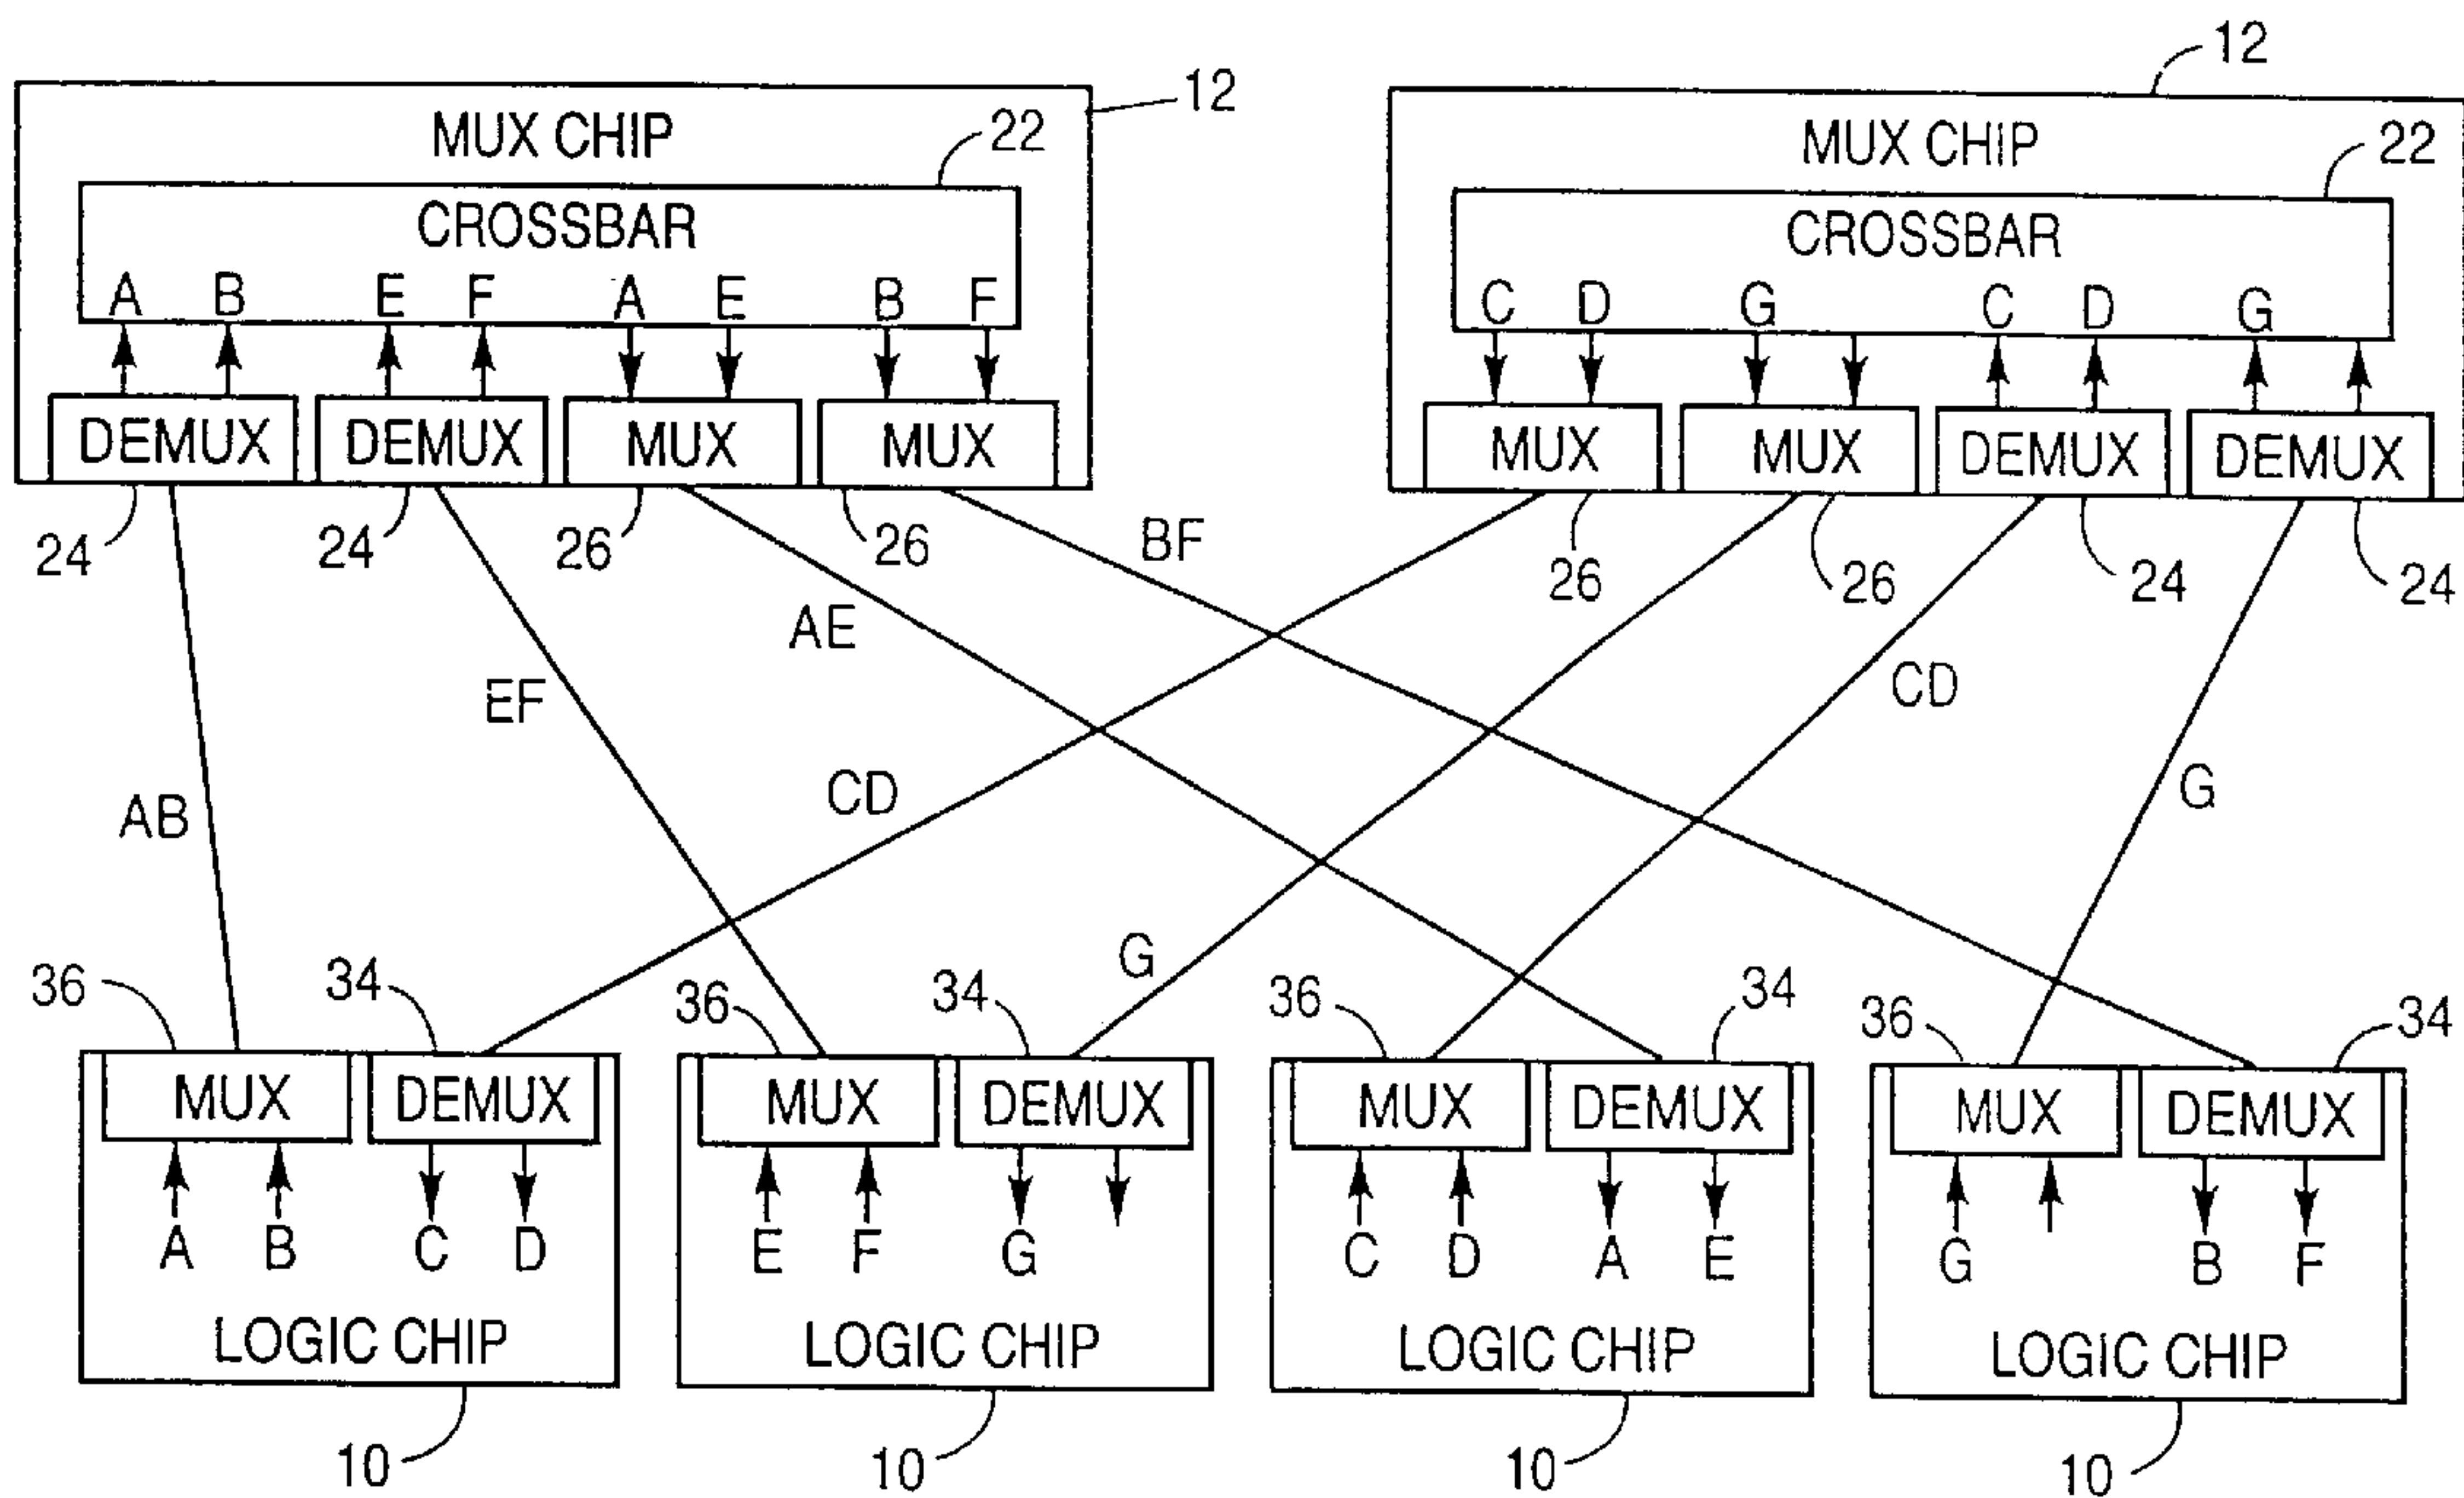 12
12
MUX CHIP
22
CROSSBAR
A B E F A E B F
DEMUX DEMUX MUX MUX
24 24 26 26
MUX CHIP
22
CROSSBAR
C D G C D G
MUX MUX DEMUX DEMUX
26 26 24 24
BF
AE
EF
CD
CD
AB
G
G
36 34 36 34 36 34 36 34
MUX DEMUX
A B C D
LOGIC CHIP
10
MUX DEMUX
E F G
LOGIC CHIP
10
MUX DEMUX
C D A E
LOGIC CHIP
10
MUX DEMUX
G B F
LOGIC CHIP
10